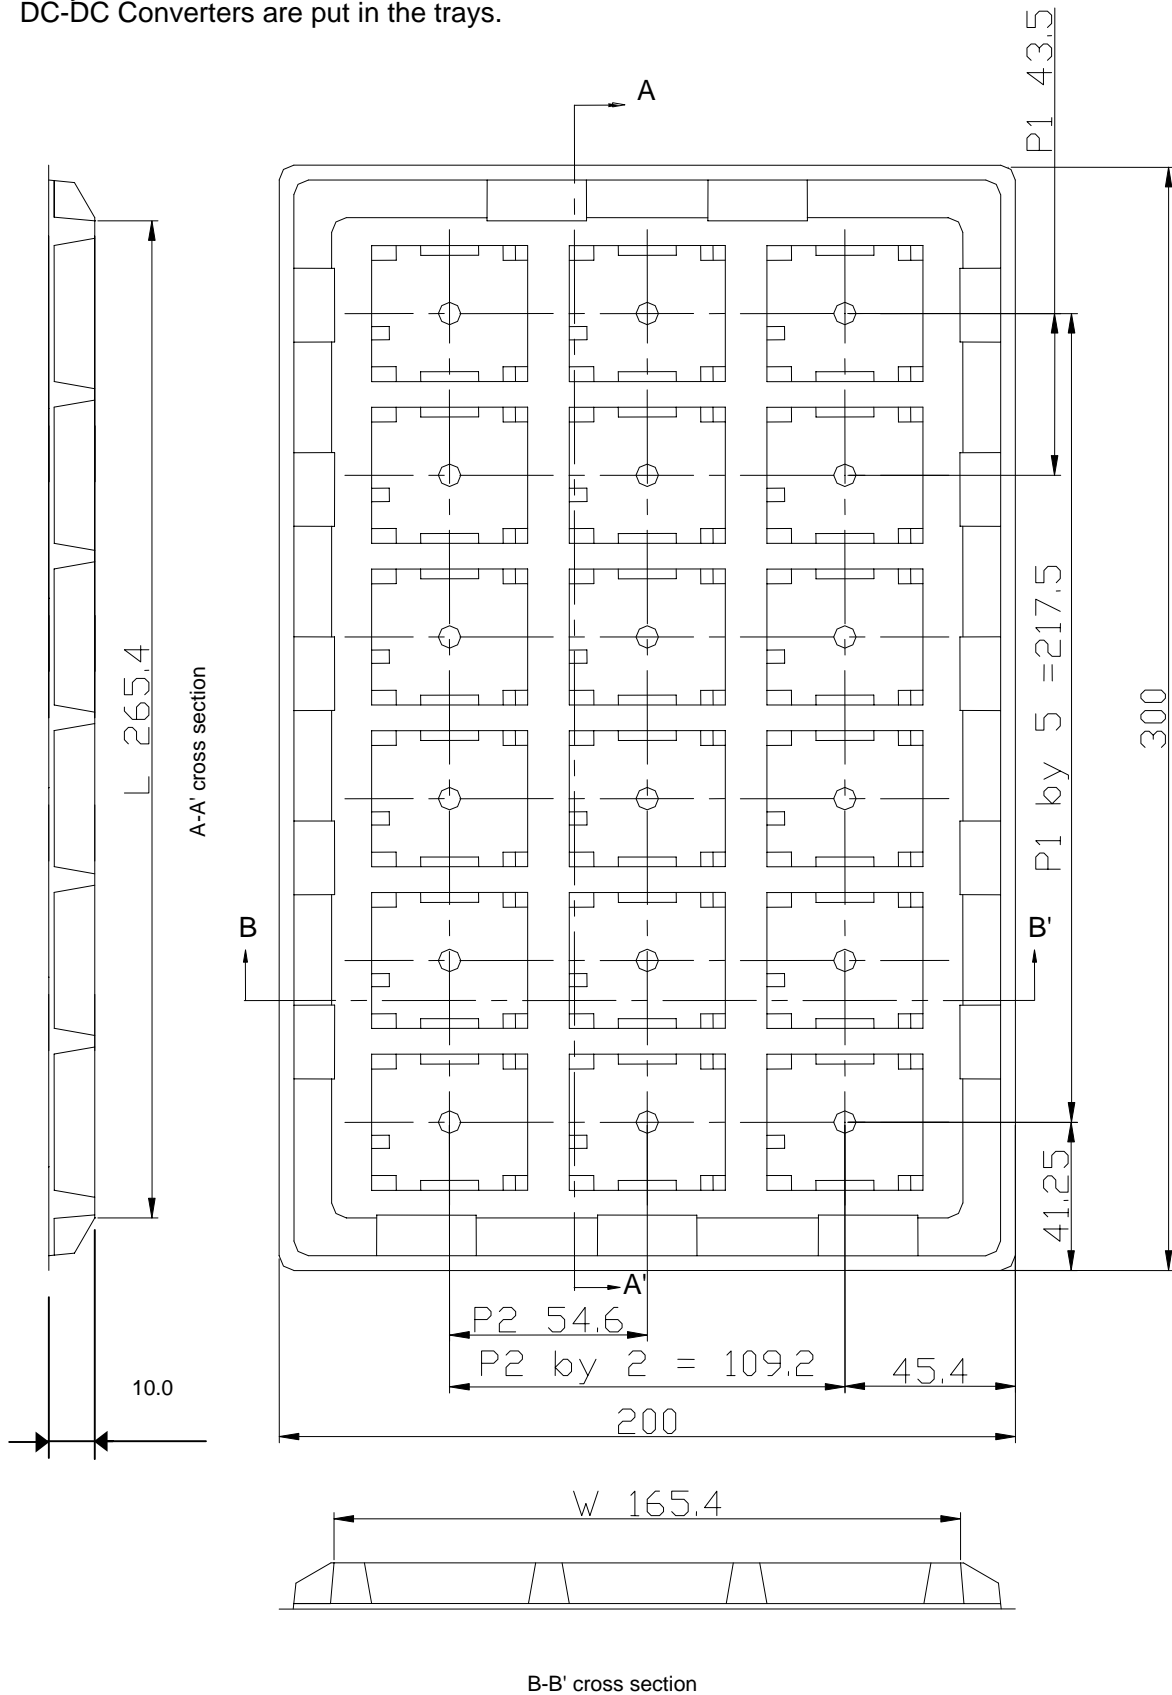 DC-DC Converters are put in the trays.
A
P1 43.5
L 265.4
A-A' cross section
P1 by 5 =217.5
300
B
B'
41.25
A'
P2 54.6
P2 by 2 = 109.2
45.4
10.0
200
W 165.4
B-B' cross section